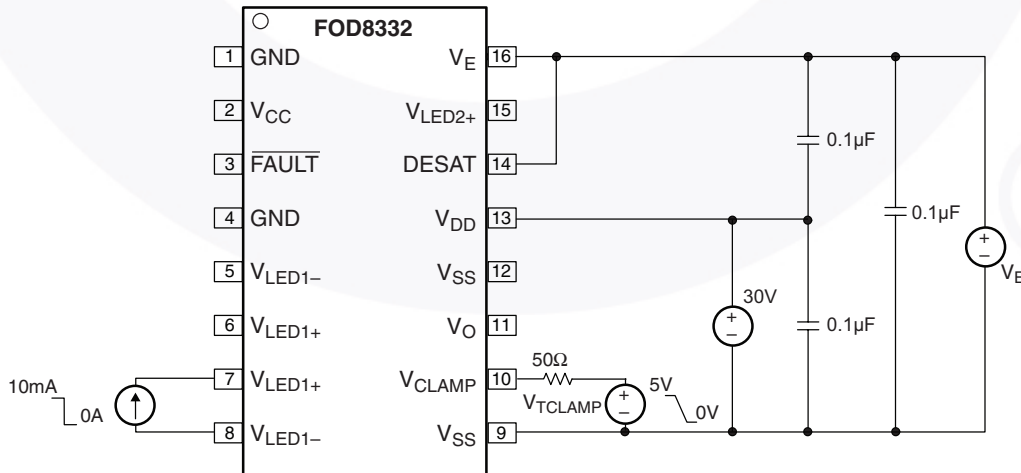 FOD8332
1 GND
2 VCC
3 FAULT
4 GND
5 VLED1–
6 VLED1+
7 VLED1+
8 VLED1–
VE 16
VLED2+ 15
DESAT 14
VDD 13
VSS 12
VO 11
VCLAMP 10
VSS 9
10mA
0A
50Ω
VTCLAMP
5V
0V
30V
0.1µF
0.1µF
0.1µF
VE